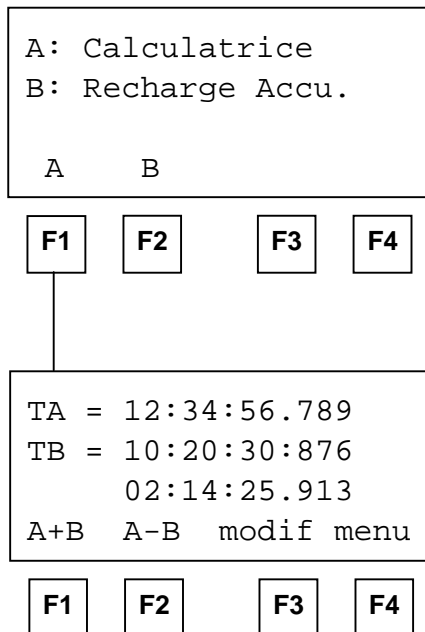 A: Calculatrice
B: Recharge Accu.
A B
F1 F2 F3 F4
TA = 12:34:56.789
TB = 10:20:30:876
02:14:25.913
A+B A-B modif menu
F1 F2 F3 F4